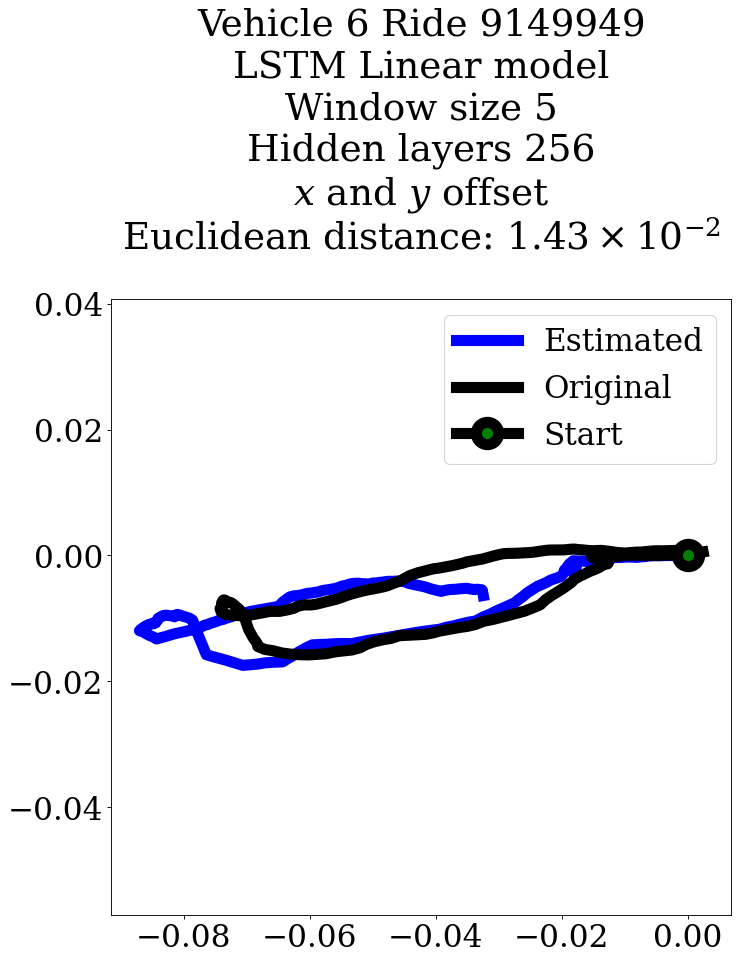 Vehicle 6 Ride 9149949
LSTM Linear model
Window size 5
Hidden layers 256
x and y offset
Euclidean distance: 1.43 × 10⁻²
Estimated
Original
Start
0.04
0.02
0.00
−0.02
−0.04
−0.08 −0.06 −0.04 −0.02 0.00